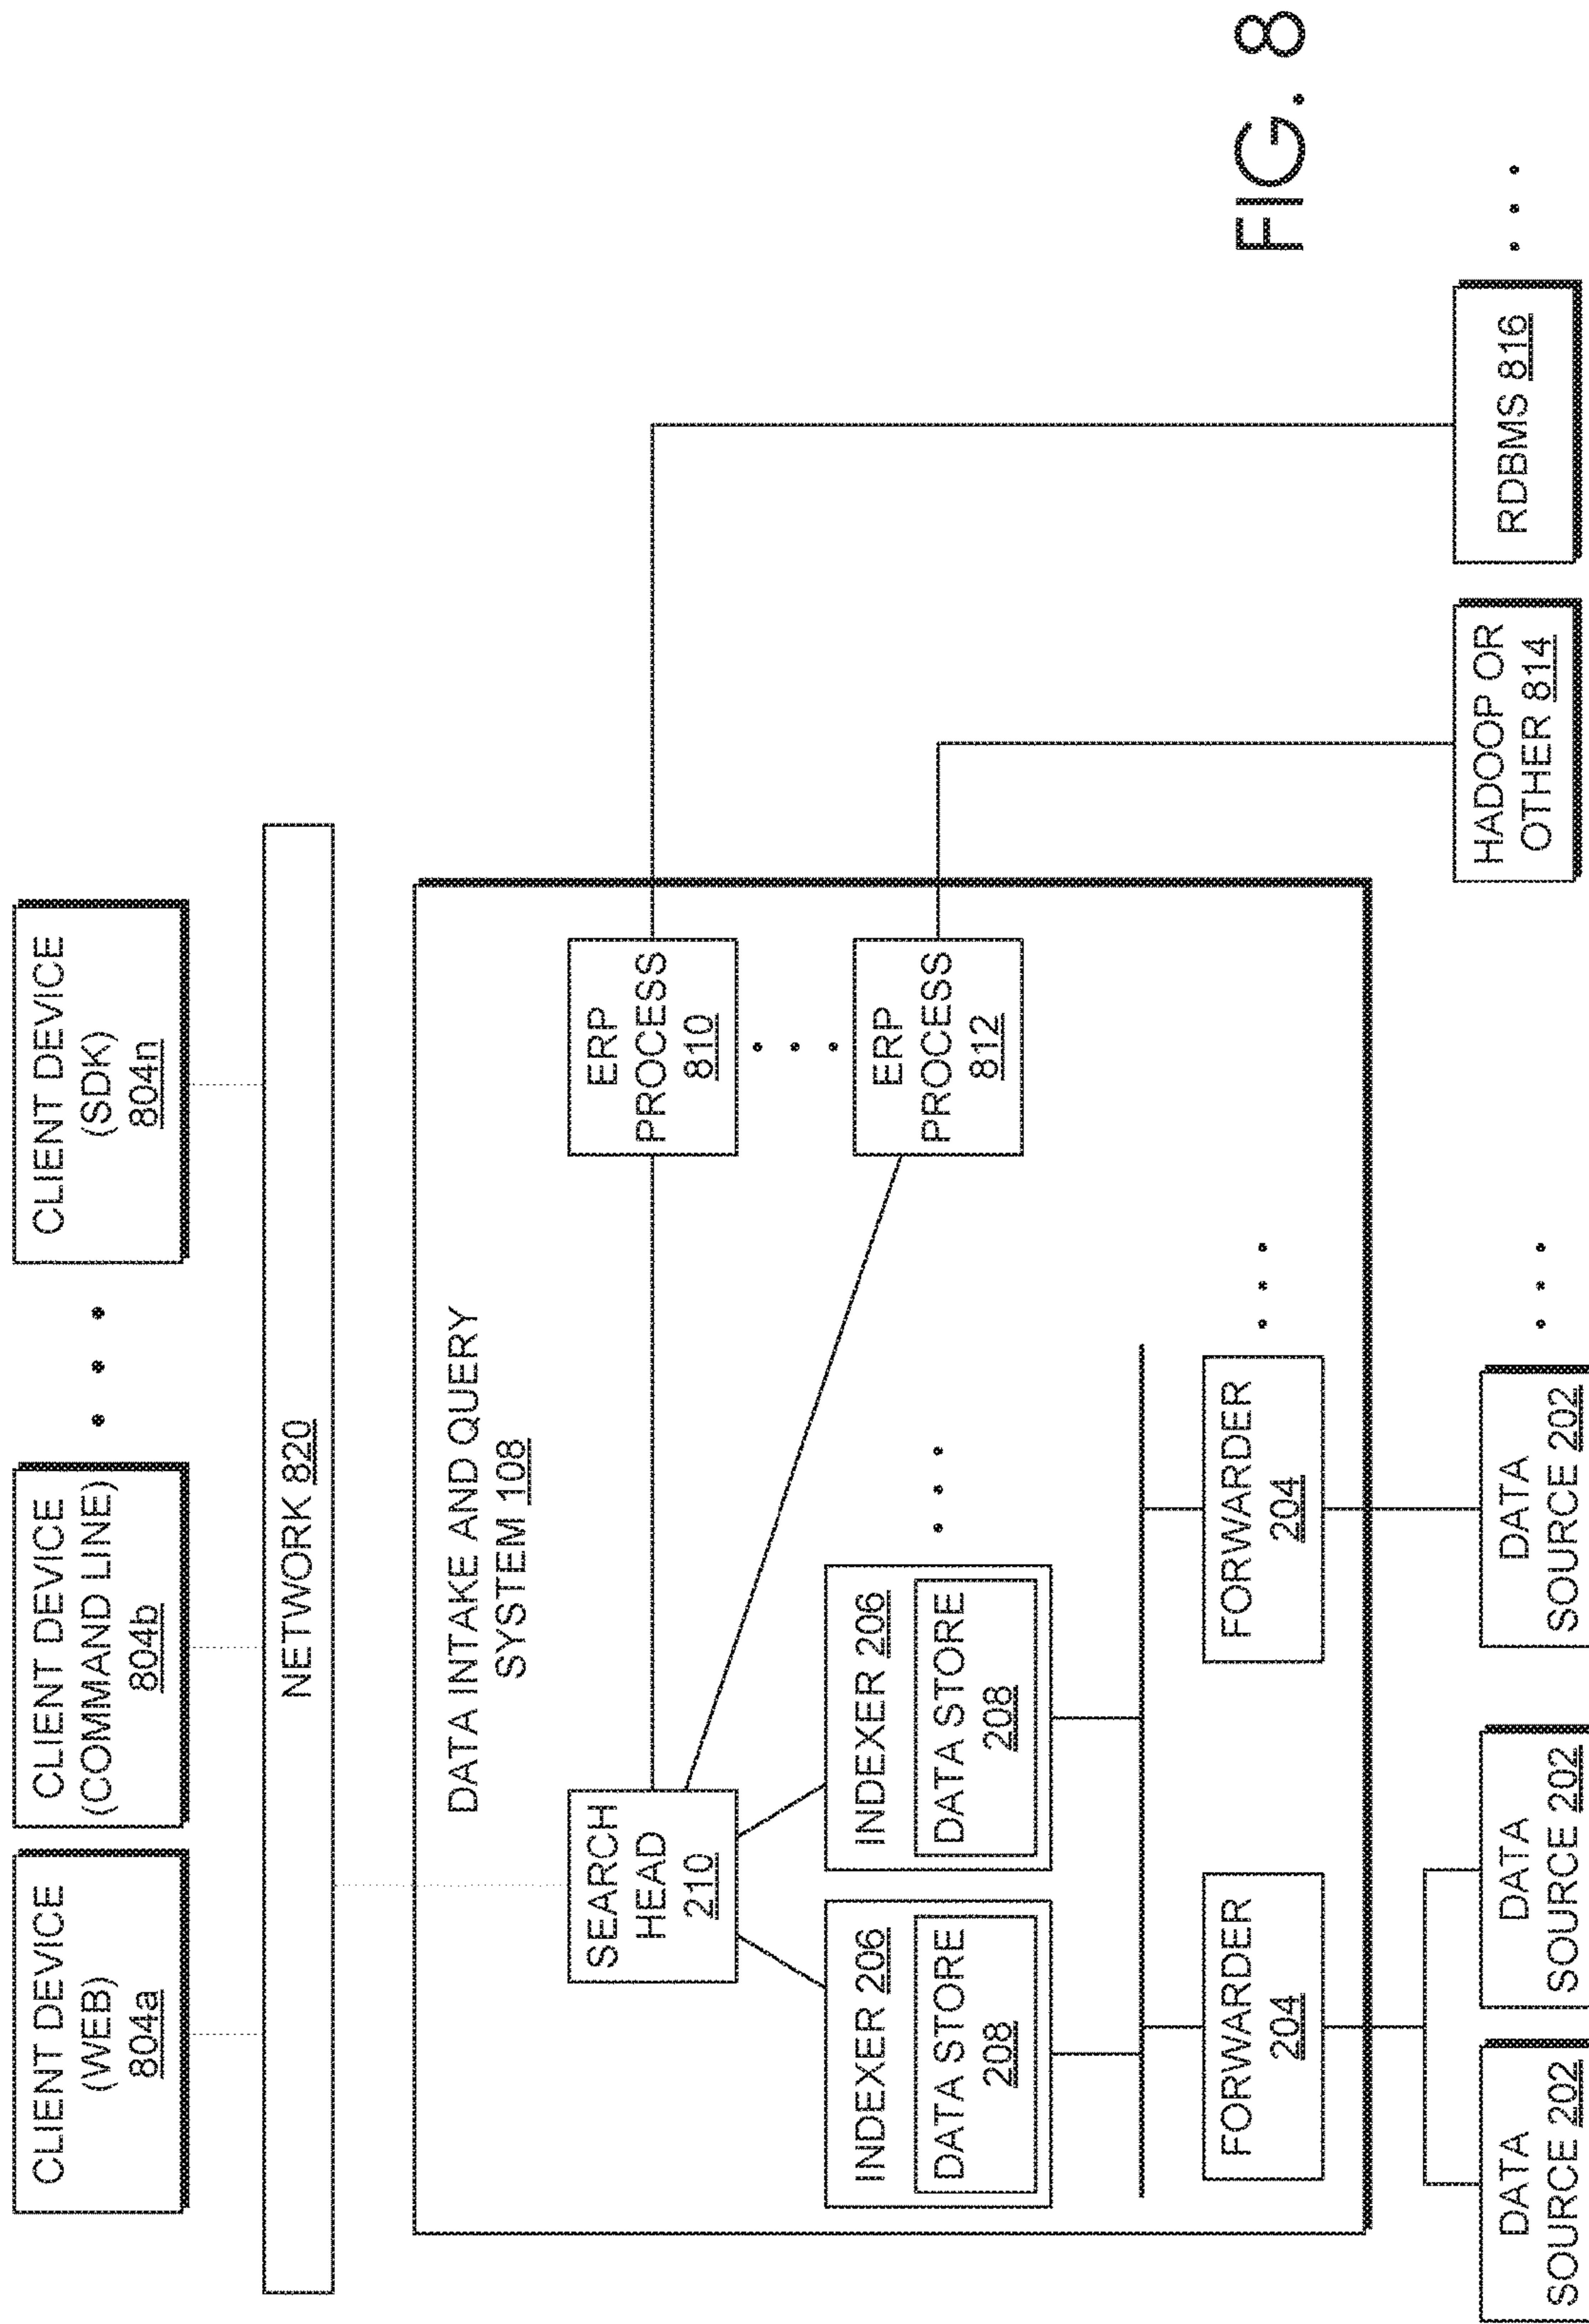 CLIENT DEVICE
(WEB)
804a
CLIENT DEVICE
(COMMAND LINE)
804b
CLIENT DEVICE
(SDK)
804n
NETWORK 820
DATA INTAKE AND QUERY
SYSTEM 108
SEARCH
HEAD
210
ERP
PROCESS
810
ERP
PROCESS
812
INDEXER 206
DATA STORE
208
INDEXER 206
DATA STORE
208
FORWARDER
204
FORWARDER
204
DATA
SOURCE 202
DATA
SOURCE 202
DATA
SOURCE 202
HADOOP OR
OTHER 814
RDBMS 816
FIG. 8